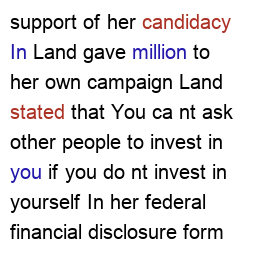 support of her candidacy
In Land gave million to
her own campaign Land
stated that You ca nt ask
other people to invest in
you if you do nt invest in
yourself In her federal
financial disclosure form